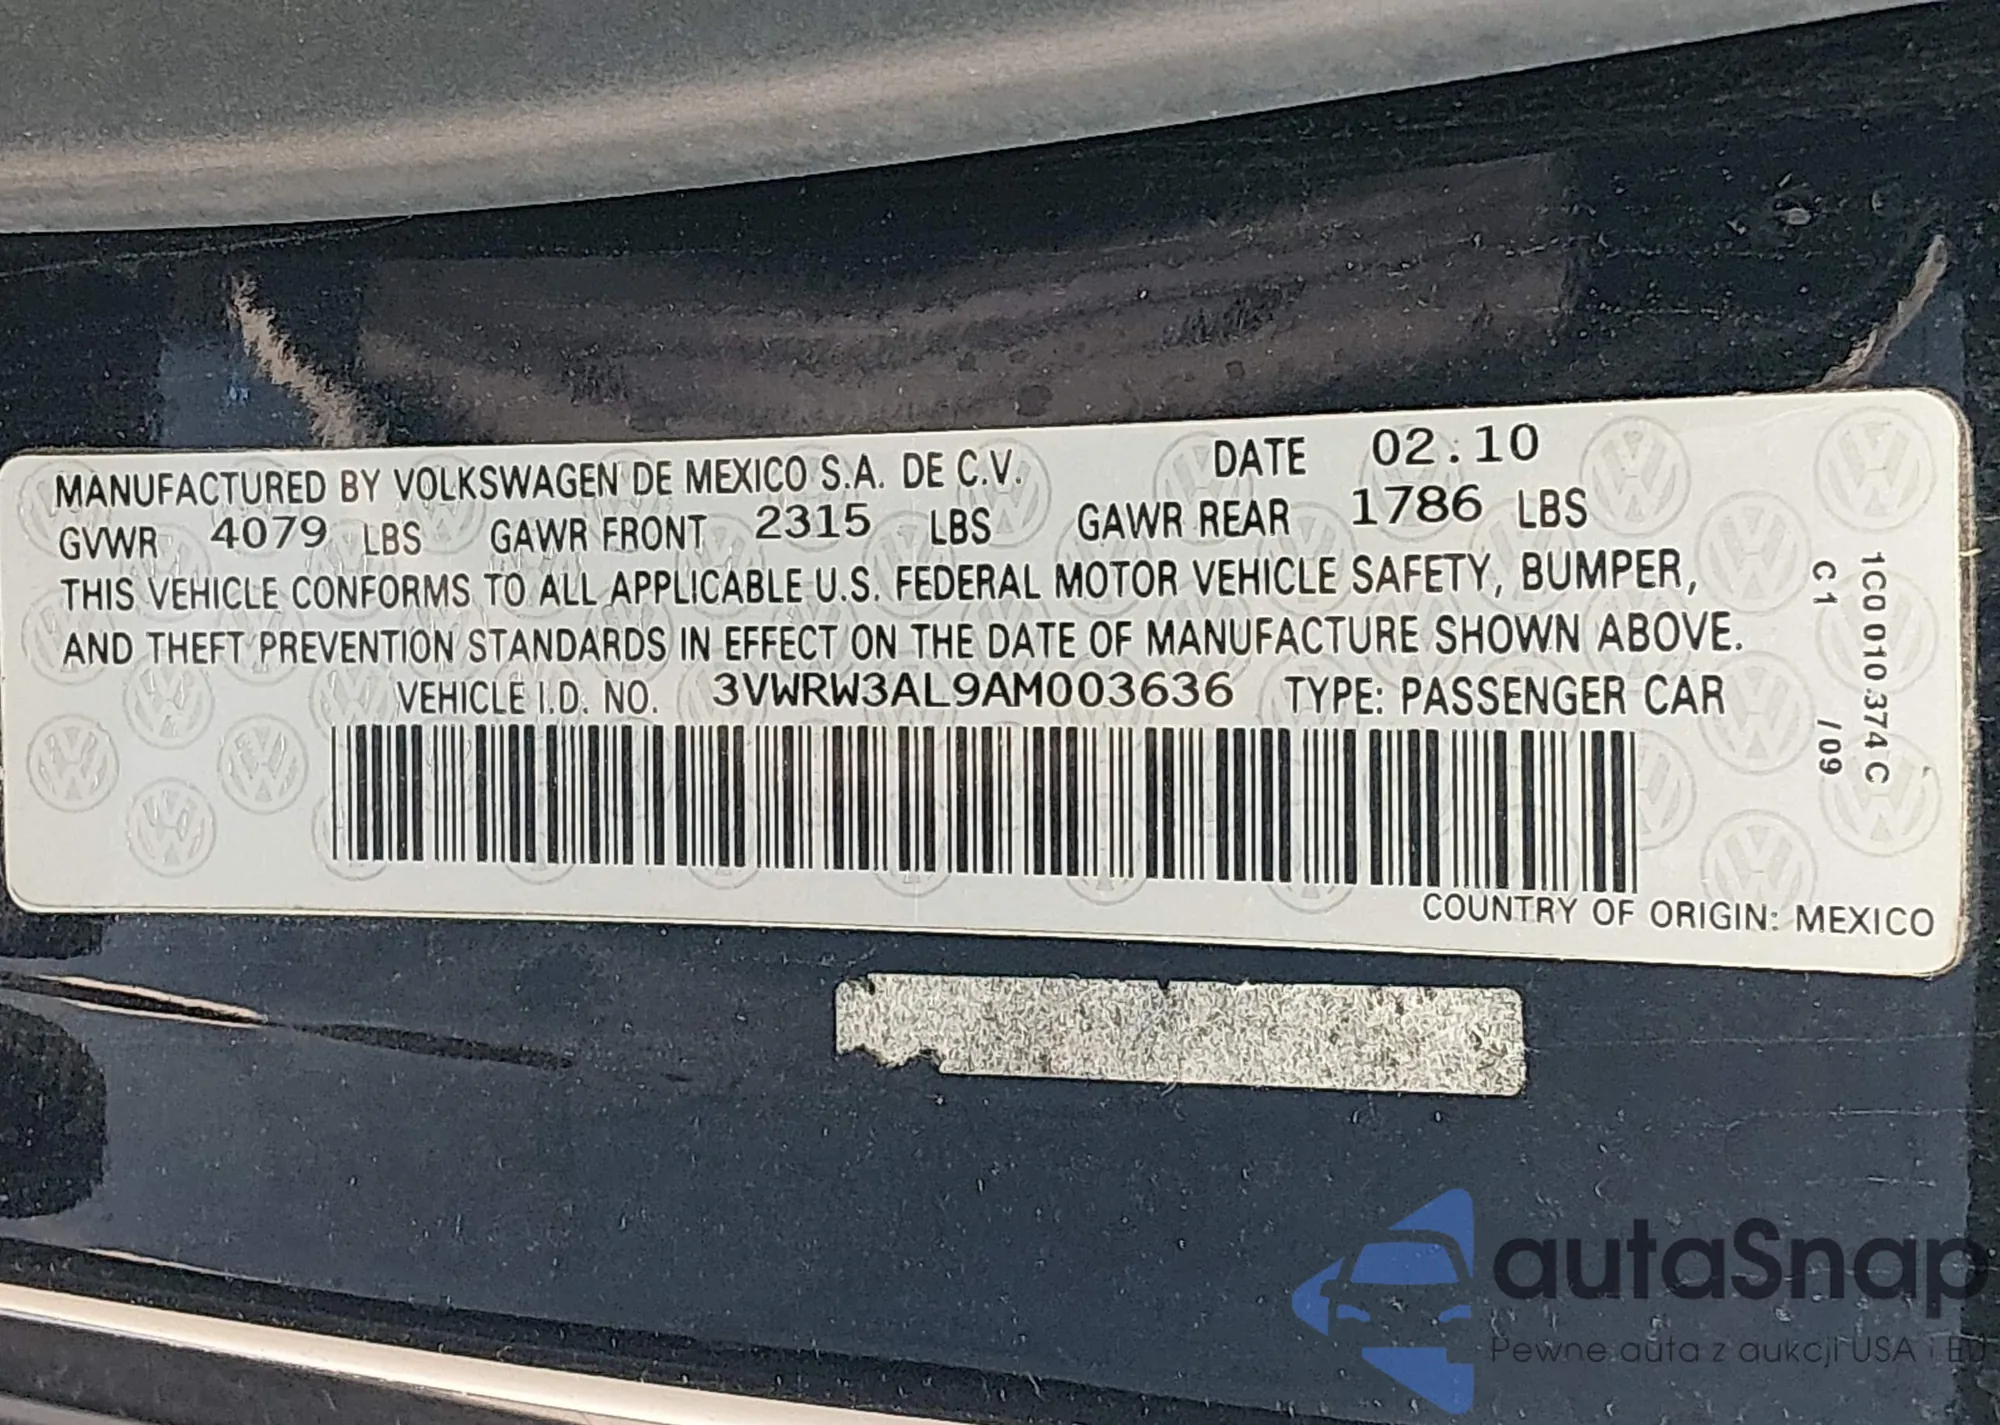 MANUFACTURED BY VOLKSWAGEN DE MEXICO S.A. DE C.V. DATE 02.10
GVWR 4079 LBS GAWR FRONT 2315 LBS GAWR REAR 1786 LBS
THIS VEHICLE CONFORMS TO ALL APPLICABLE U.S. FEDERAL MOTOR VEHICLE SAFETY, BUMPER,
AND THEFT PREVENTION STANDARDS IN EFFECT ON THE DATE OF MANUFACTURE SHOWN ABOVE.
VEHICLE I.D. NO. 3VWRW3AL9AM003636 TYPE: PASSENGER CAR
COUNTRY OF ORIGIN: MEXICO
1C0 010 374 C
C1 /09
autaSnap
Pewne auta z aukcji USA i EU